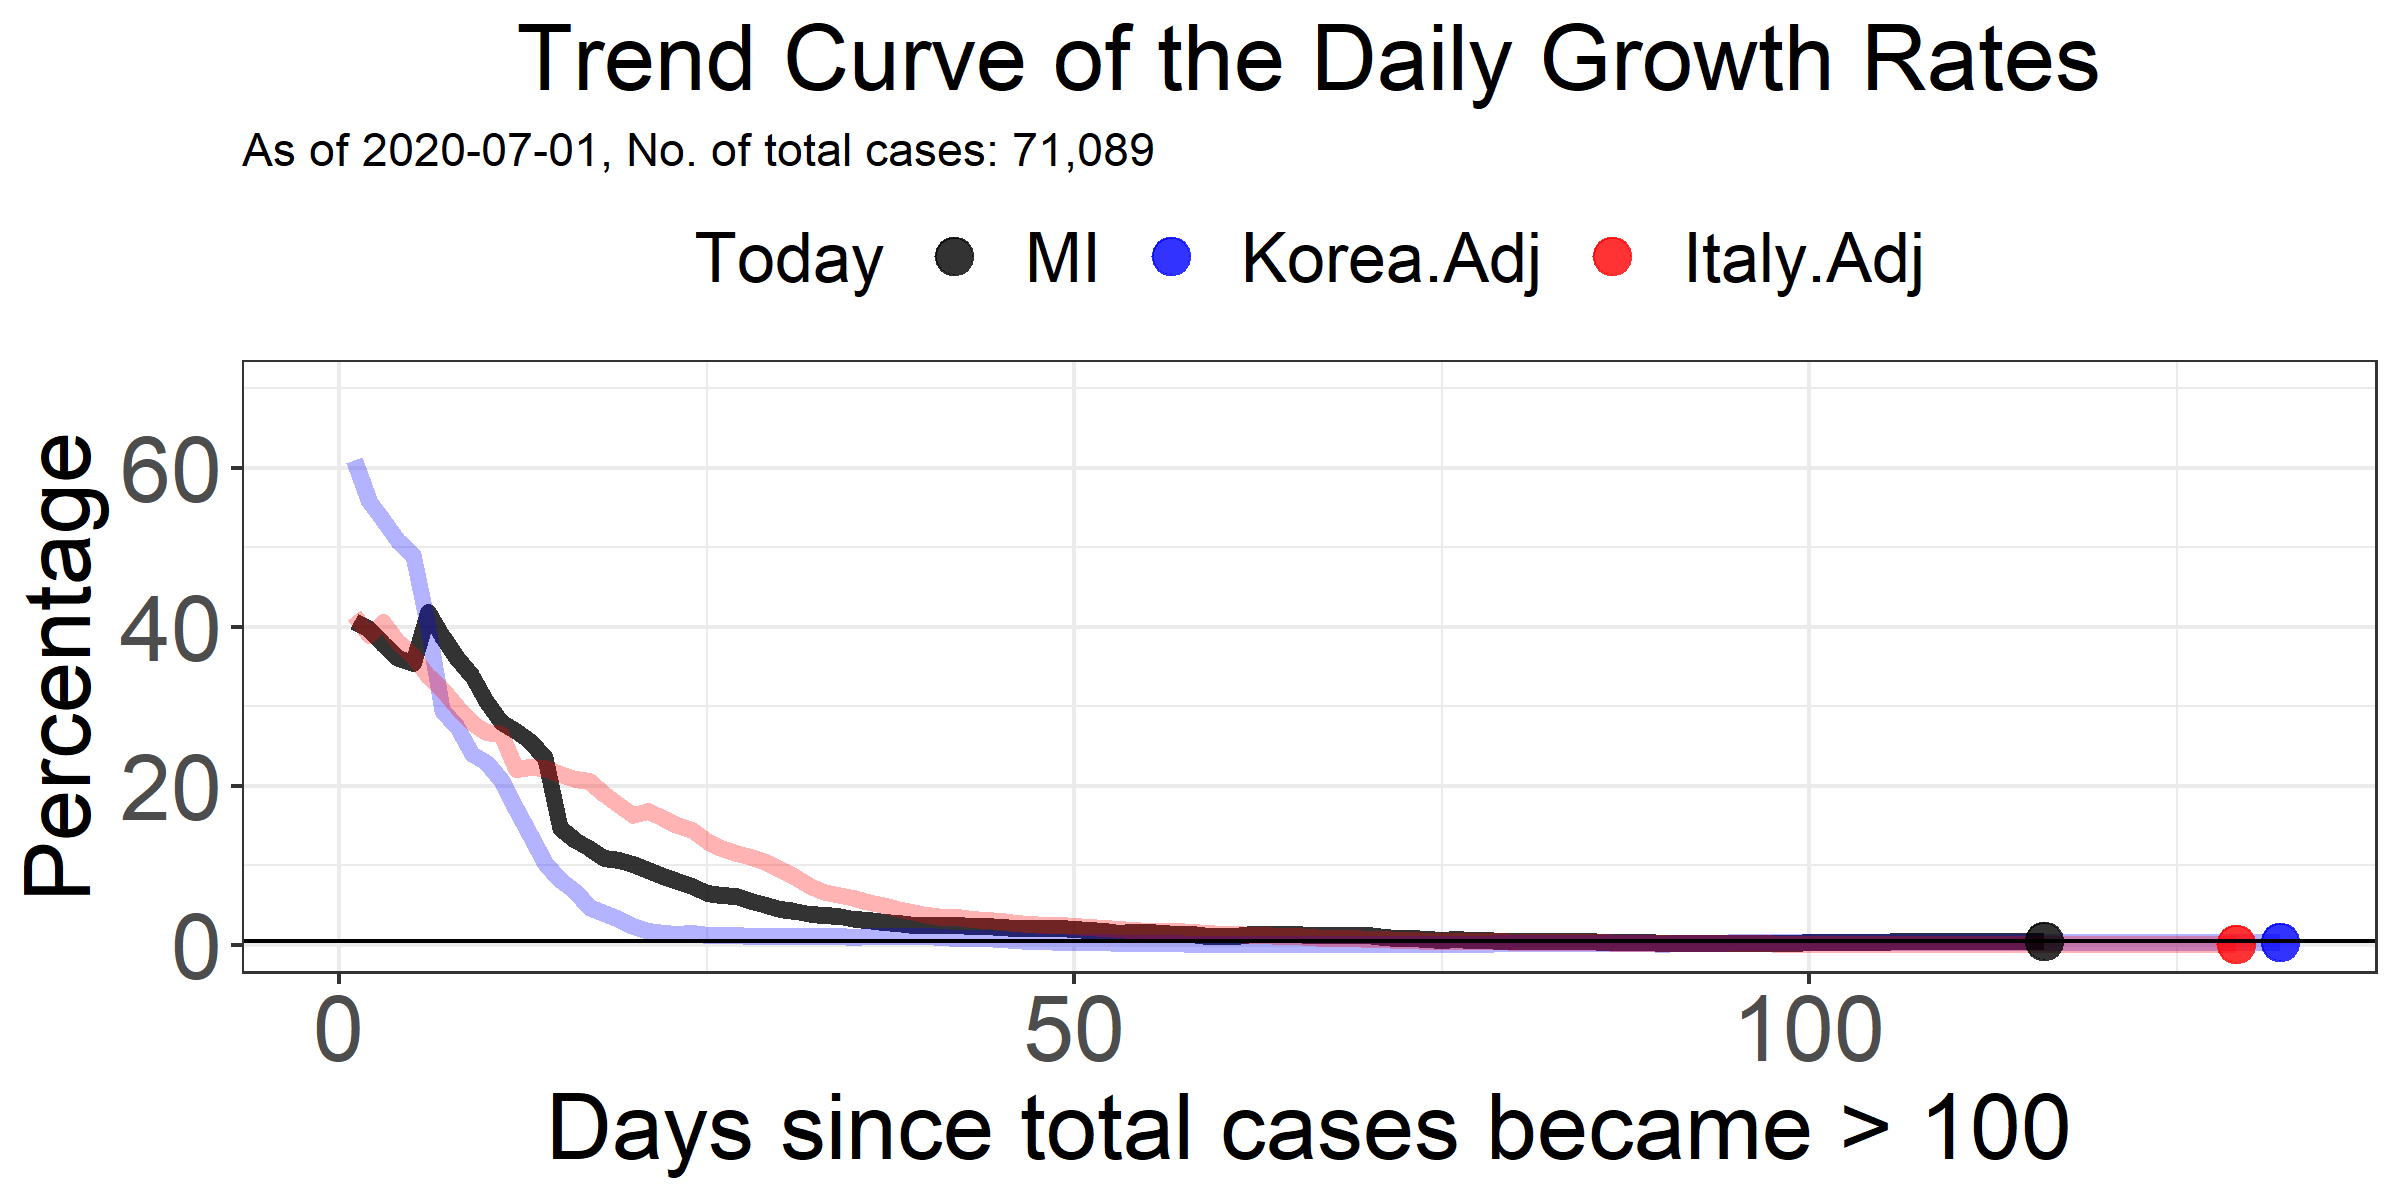 Trend Curve of the Daily Growth Rates
As of 2020-07-01, No. of total cases: 71,089
Today MI Korea.Adj Italy.Adj
Percentage
60
40
20
0
0 50 100
Days since total cases became > 100